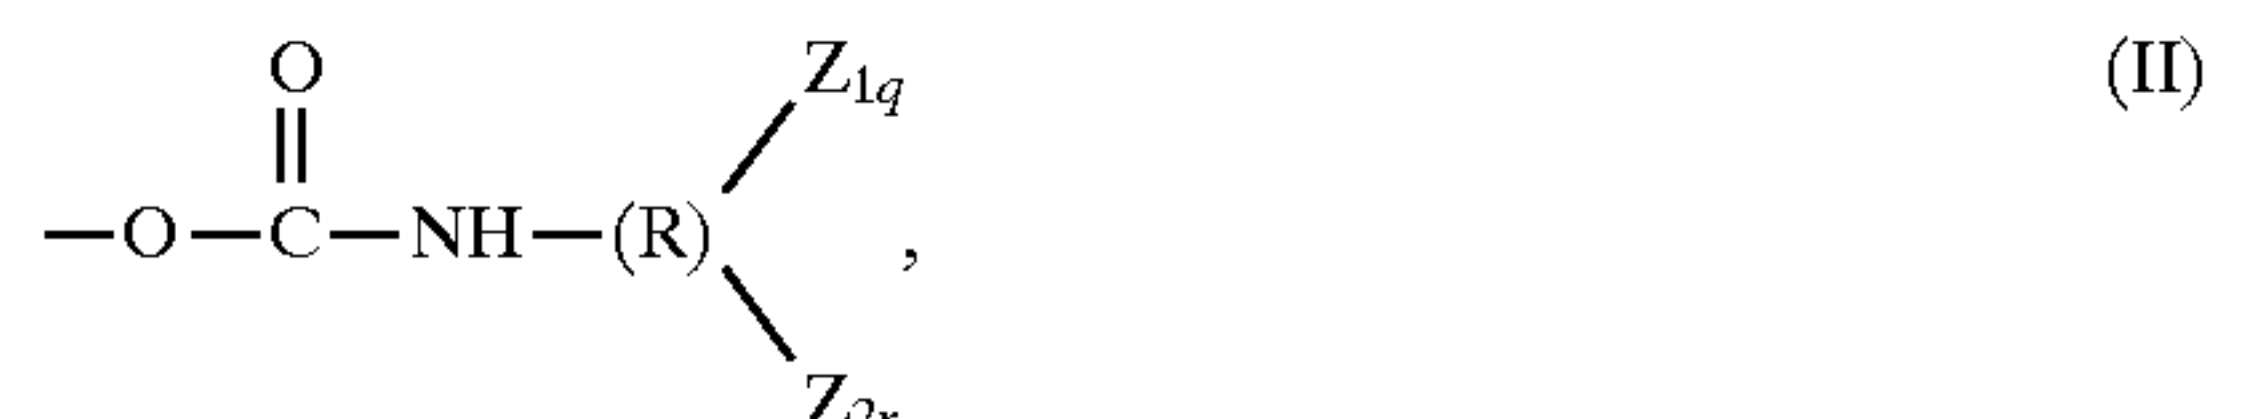 O Z1q (II)
—O—C—NH—(R) ,
Z2r